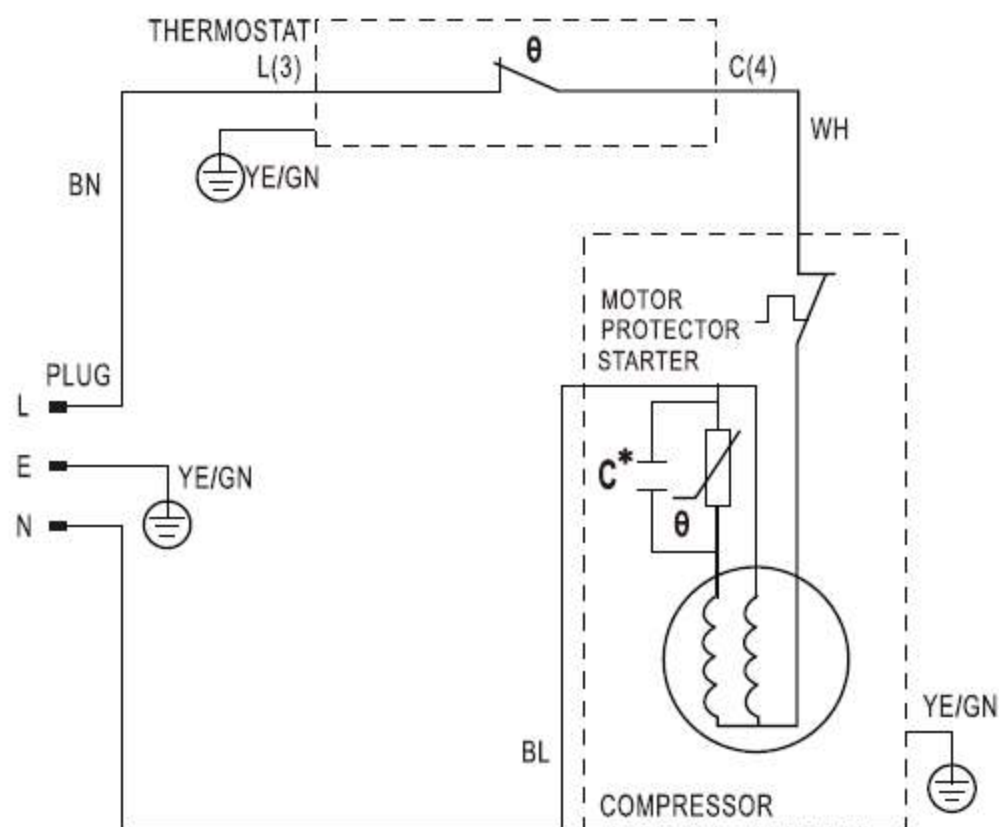 THERMOSTAT
L(3)
θ
C(4)
WH
BN
YE/GN
MOTOR
PROTECTOR
STARTER
PLUG
L
E
YE/GN
N
C*
θ
YE/GN
BL
COMPRESSOR